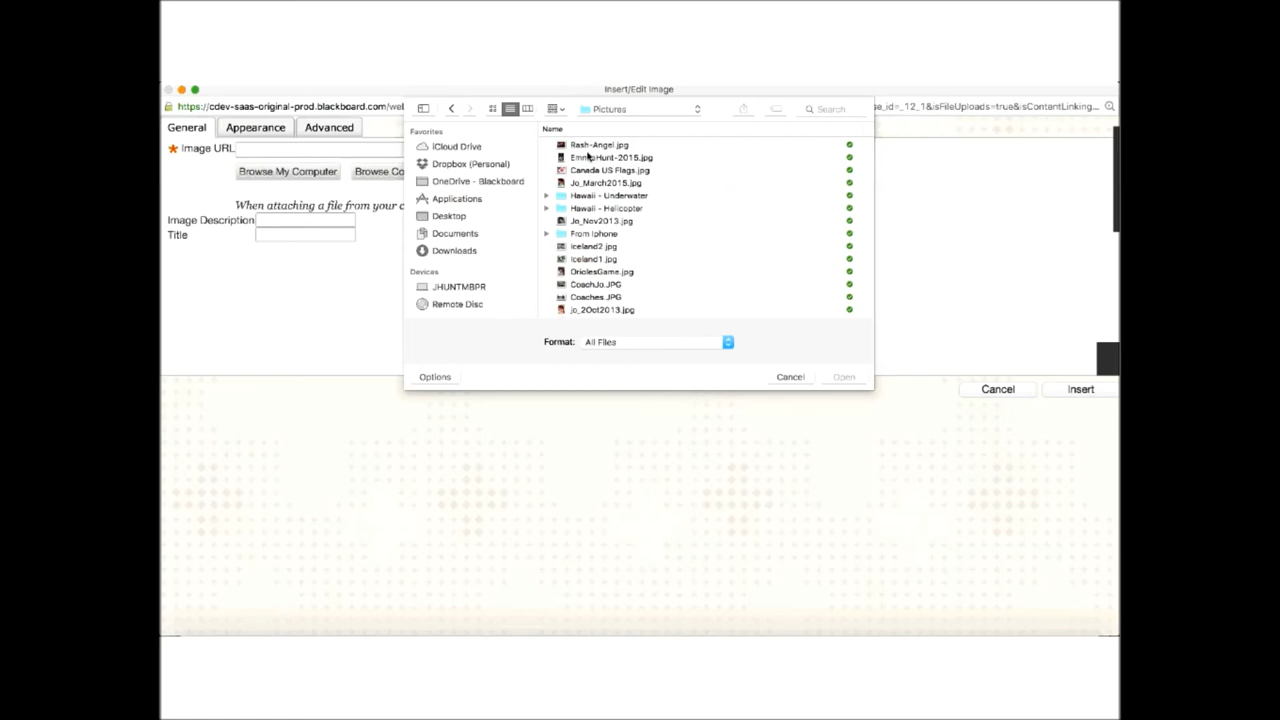 Insert/Edit Image
https://cdev-saas-original-prod.blackboard.com/wel
se_id=_12_1&isFileUploads=true&isContentLinking...
Pictures
Search
General
Appearance
Advanced
Favorites
Name
Image URL
iCloud Drive
Rash-Angel.jpg
Dropbox (Personal)
EmmaHunt-2015.jpg
Browse My Computer
Browse Co
OneDrive - Blackboard
Canada US Flags.jpg
Applications
Jo_March2015.jpg
When attaching a file from your c
Desktop
Hawaii - Underwater
Image Description
Documents
Hawaii - Helicopter
Title
Downloads
Jo_Nov2013.jpg
From Iphone
Iceland2.jpg
Iceland1.jpg
Devices
OriolesGame.jpg
JHUNTMBPR
CoachJo.JPG
Remote Disc
Coaches.JPG
jo_2Oct2013.jpg
Format:
All Files
Options
Cancel
Open
Cancel
Insert